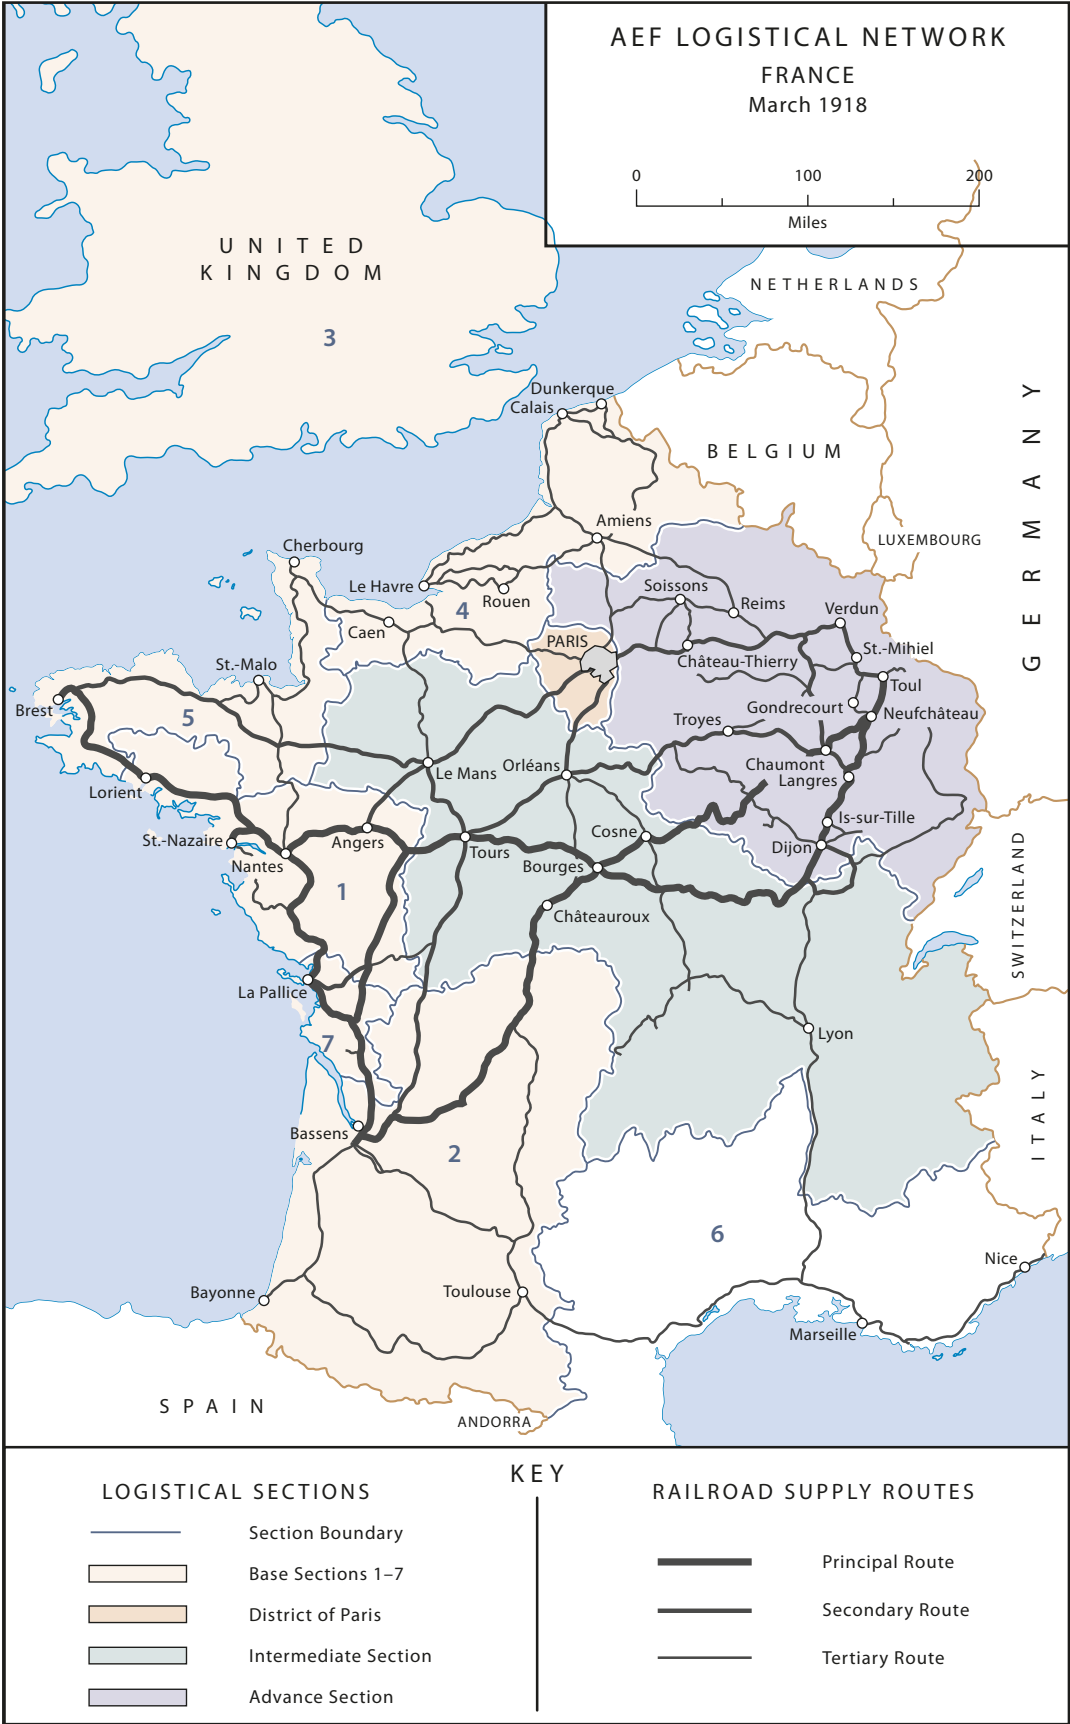 AEF LOGISTICAL NETWORK
FRANCE
March 1918
0 100 200
Miles
UNITED
KINGDOM
3
NETHERLANDS
Dunkerque
Calais
BELGIUM
GERMANY
Amiens
LUXEMBOURG
Cherbourg
Le Havre
Rouen
4
Soissons
Reims
Verdun
Caen
PARIS
St.-Mihiel
Château-Thierry
St.-Malo
Toul
Brest
5
Gondrecourt
Neufchâteau
Troyes
Chaumont
Le Mans
Orléans
Langres
Lorient
Is-sur-Tille
St.-Nazaire
Angers
Cosne
Tours
Dijon
Nantes
Bourges
1
Châteauroux
SWITZERLAND
La Pallice
7
Lyon
ITALY
Bassens
2
6
Nice
Bayonne
Toulouse
Marseille
SPAIN
ANDORRA
KEY
LOGISTICAL SECTIONS
Section Boundary
Base Sections 1–7
District of Paris
Intermediate Section
Advance Section
RAILROAD SUPPLY ROUTES
Principal Route
Secondary Route
Tertiary Route